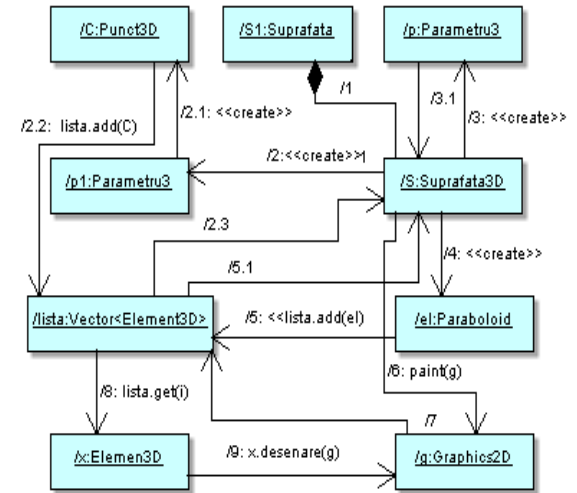 /C:Punct3D
/S1:Suprafata
/p:Parametru3
/1
/3.1
/2.1: <<create>>
/3: <<create>>
/2.2: lista.add(C)
/2:<<create>>1
/p1:Parametru3
/S:Suprafata3D
/2.3
/5.1
/4: <<create>>
/lista:Vector<Element3D>
/5: <<lista.add(el)
/el:Paraboloid
/6: paint(g)
/8: lista.get(i)
/7
/x:Elemen3D
/9: x.desenare(g)
/g:Graphics2D